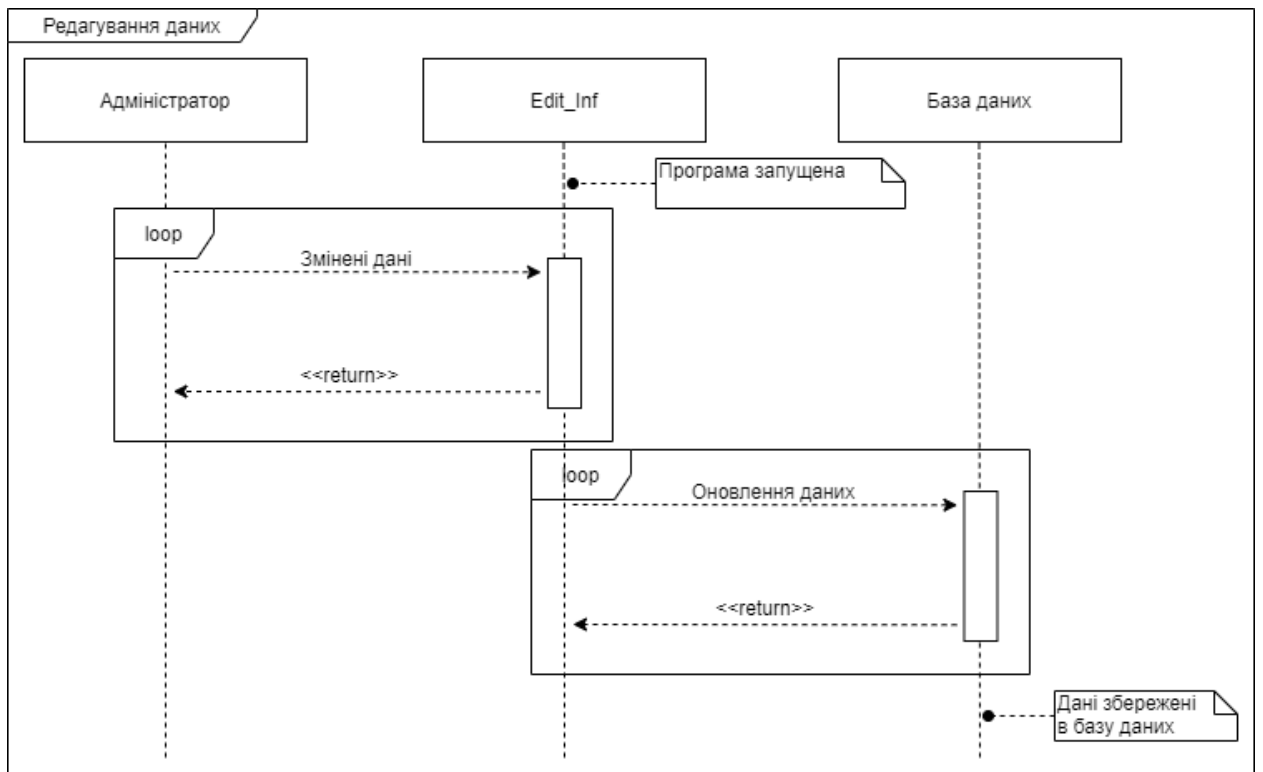 Редагування даних
Адміністратор
Edit_Inf
База даних
Програма запущена
loop
Змінені дані
<<return>>
loop
Оновлення даних
<<return>>
Дані збережені
в базу даних